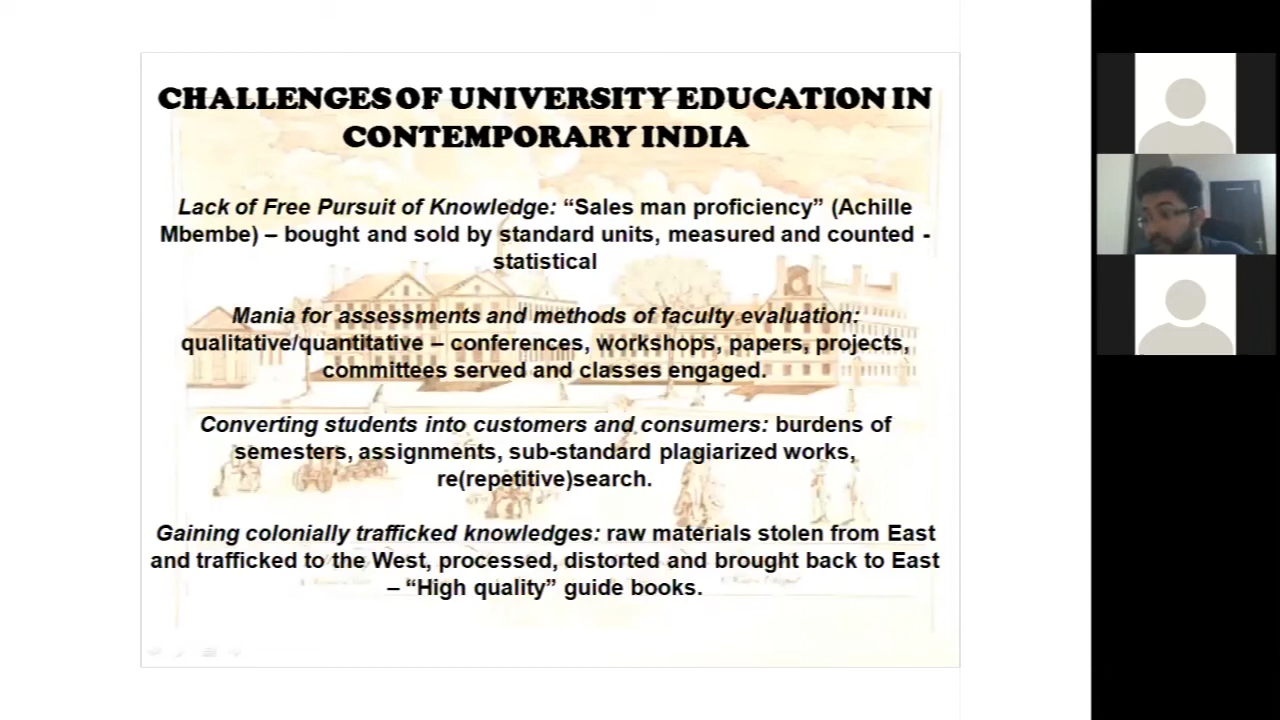 CHALLENGES OF UNIVERSITY EDUCATION IN
CONTEMPORARY INDIA
Lack of Free Pursuit of Knowledge: “Sales man proficiency” (Achille
Mbembe) – bought and sold by standard units, measured and counted -
statistical
Mania for assessments and methods of faculty evaluation:
qualitative/quantitative – conferences, workshops, papers, projects,
committees served and classes engaged.
Converting students into customers and consumers: burdens of
semesters, assignments, sub-standard plagiarized works,
re(repetitive)search.
Gaining colonially trafficked knowledges: raw materials stolen from East
and trafficked to the West, processed, distorted and brought back to East
– “High quality” guide books.